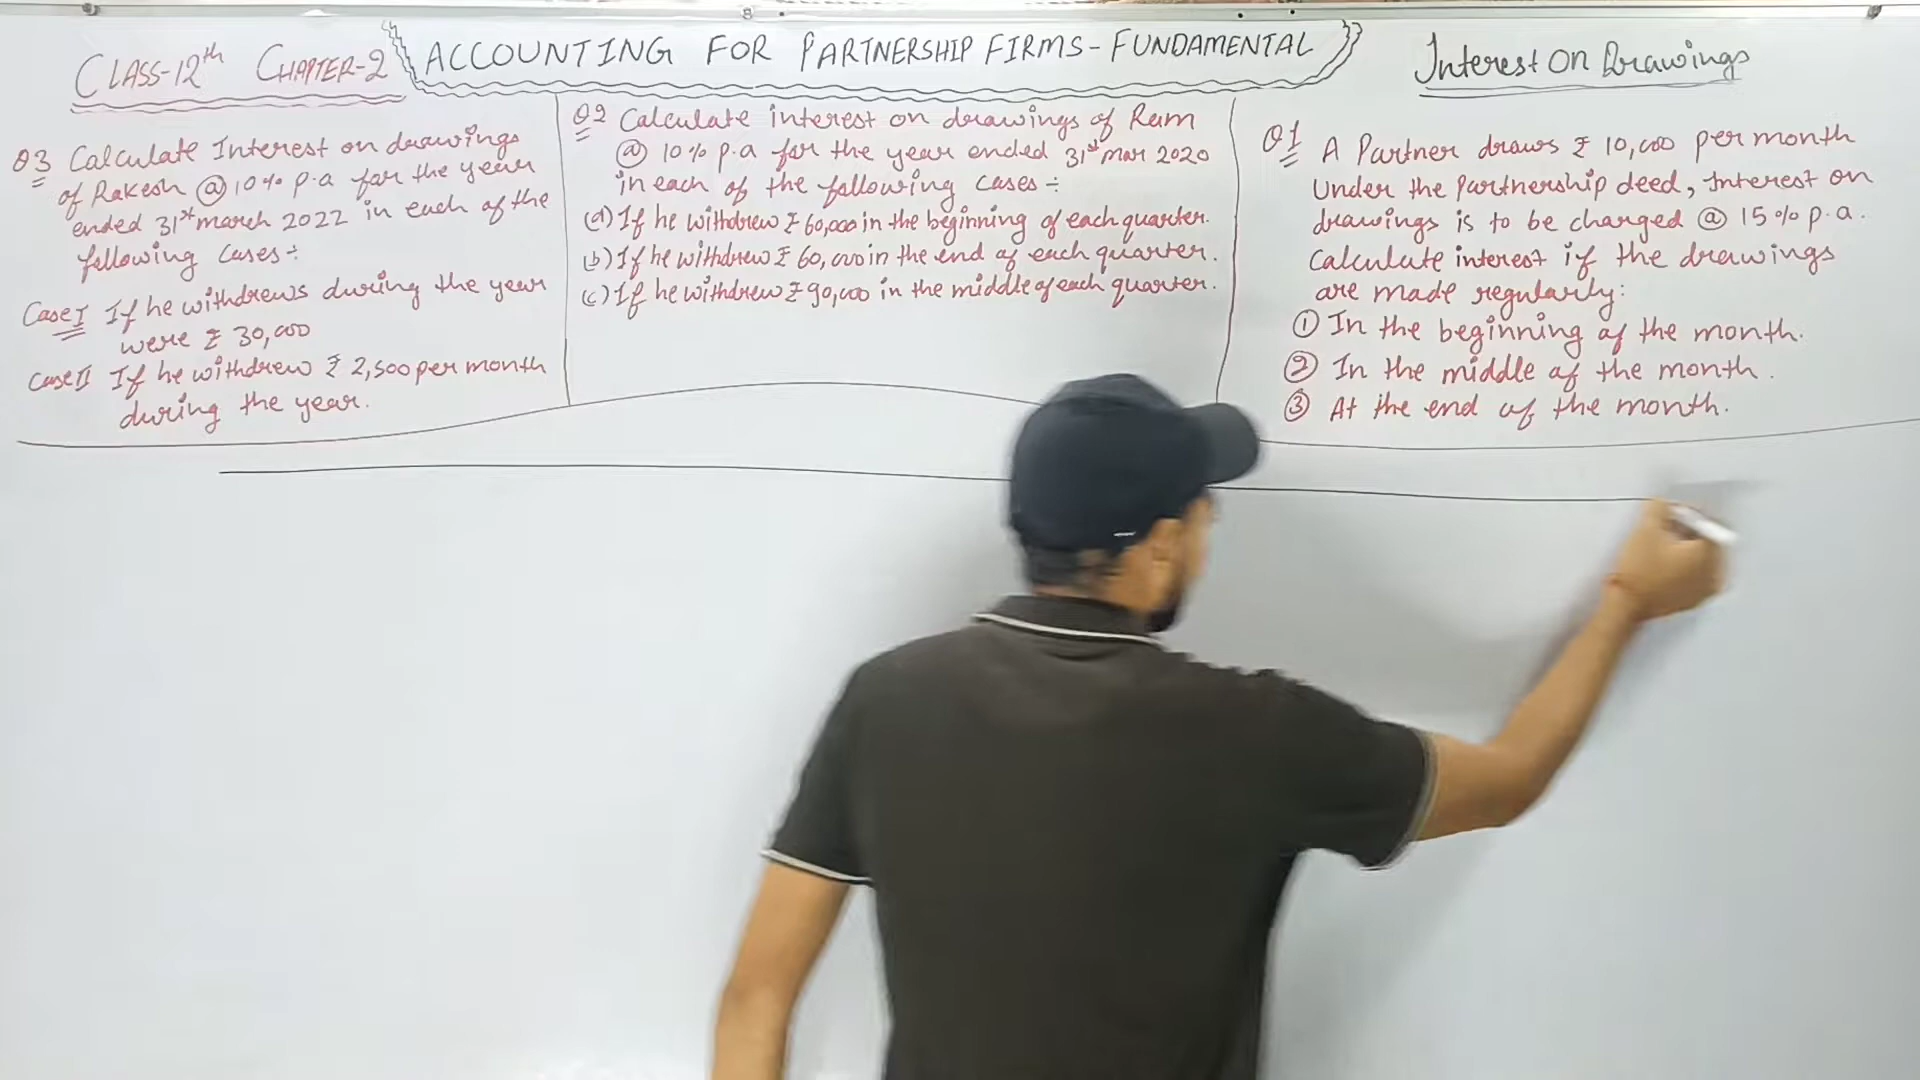 CLASS-12th CHAPTER-2
ACCOUNTING FOR PARTNERSHIP FIRMS-FUNDAMENTAL
Interest On Drawings
Q3 Calculate Interest on drawings
of Rakesh @ 10% p.a for the year
ended 31st march 2022 in each of the
following cases÷
Case I If he withdrews during the year
were ₹ 30,000
Case II If he withdrew ₹ 2,500 per month
during the year.
Q2 Calculate interest on drawings of Ram
@ 10% p.a for the year ended 31st Mar 2020
in each of the following cases÷
(a) If he withdrew ₹ 60,000 in the beginning of each quarter.
(b) If he withdrew ₹ 60,000 in the end of each quarter.
(c) If he withdrew ₹ 90,000 in the middle of each quarter.
Q1 A Partner draws ₹ 10,000 per month
Under the Partnership deed, Interest on
drawings is to be charged @ 15% p.a.
Calculate interest if the drawings
are made regularly:
① In the beginning of the month.
② In the middle of the month.
③ At the end of the month.